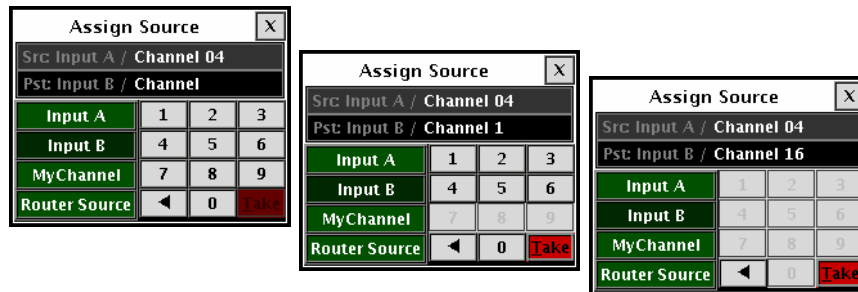 Assign Source X
Src: Input A / Channel 04
Pst: Input B / Channel
Input A 1 2 3
Input B 4 5 6
MyChannel 7 8 9
Router Source ◄ 0 Take
Assign Source X
Src: Input A / Channel 04
Pst: Input B / Channel 1
Input A 1 2 3
Input B 4 5 6
MyChannel 7 8 9
Router Source ◄ 0 Take
Assign Source X
Src: Input A / Channel 04
Pst: Input B / Channel 16
Input A 1 2 3
Input B 4 5 6
MyChannel 7 8 9
Router Source ◄ 0 Take